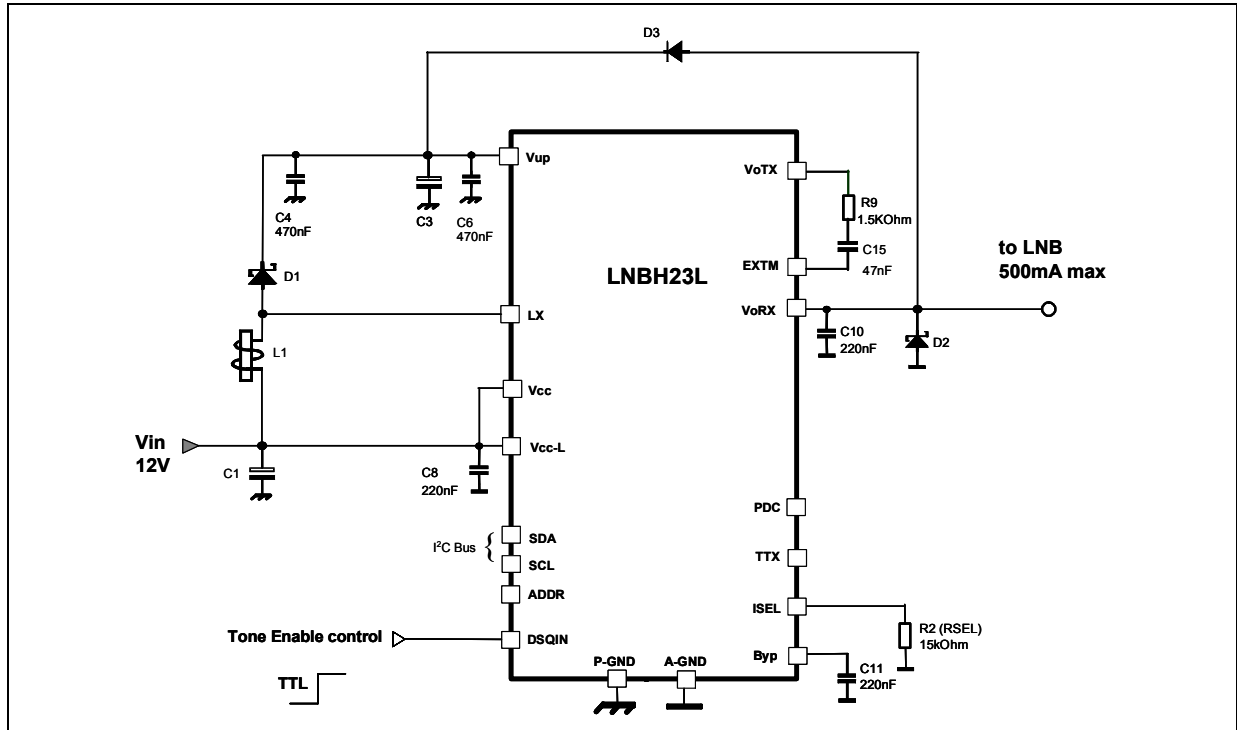 D3
Vup
VoTX
C4
470nF
C3
C6
470nF
R9
1.5KOhm
C15
47nF
D1
LNBH23L
EXTM
to LNB
500mA max
LX
VoRX
C10
220nF
D2
L1
Vcc
Vin
12V
Vcc-L
C1
C8
220nF
PDC
I²C Bus
{
SDA
SCL
TTX
ADDR
ISEL
R2 (RSEL)
15kOhm
Tone Enable control
DSQIN
Byp
C11
220nF
P-GND
A-GND
TTL